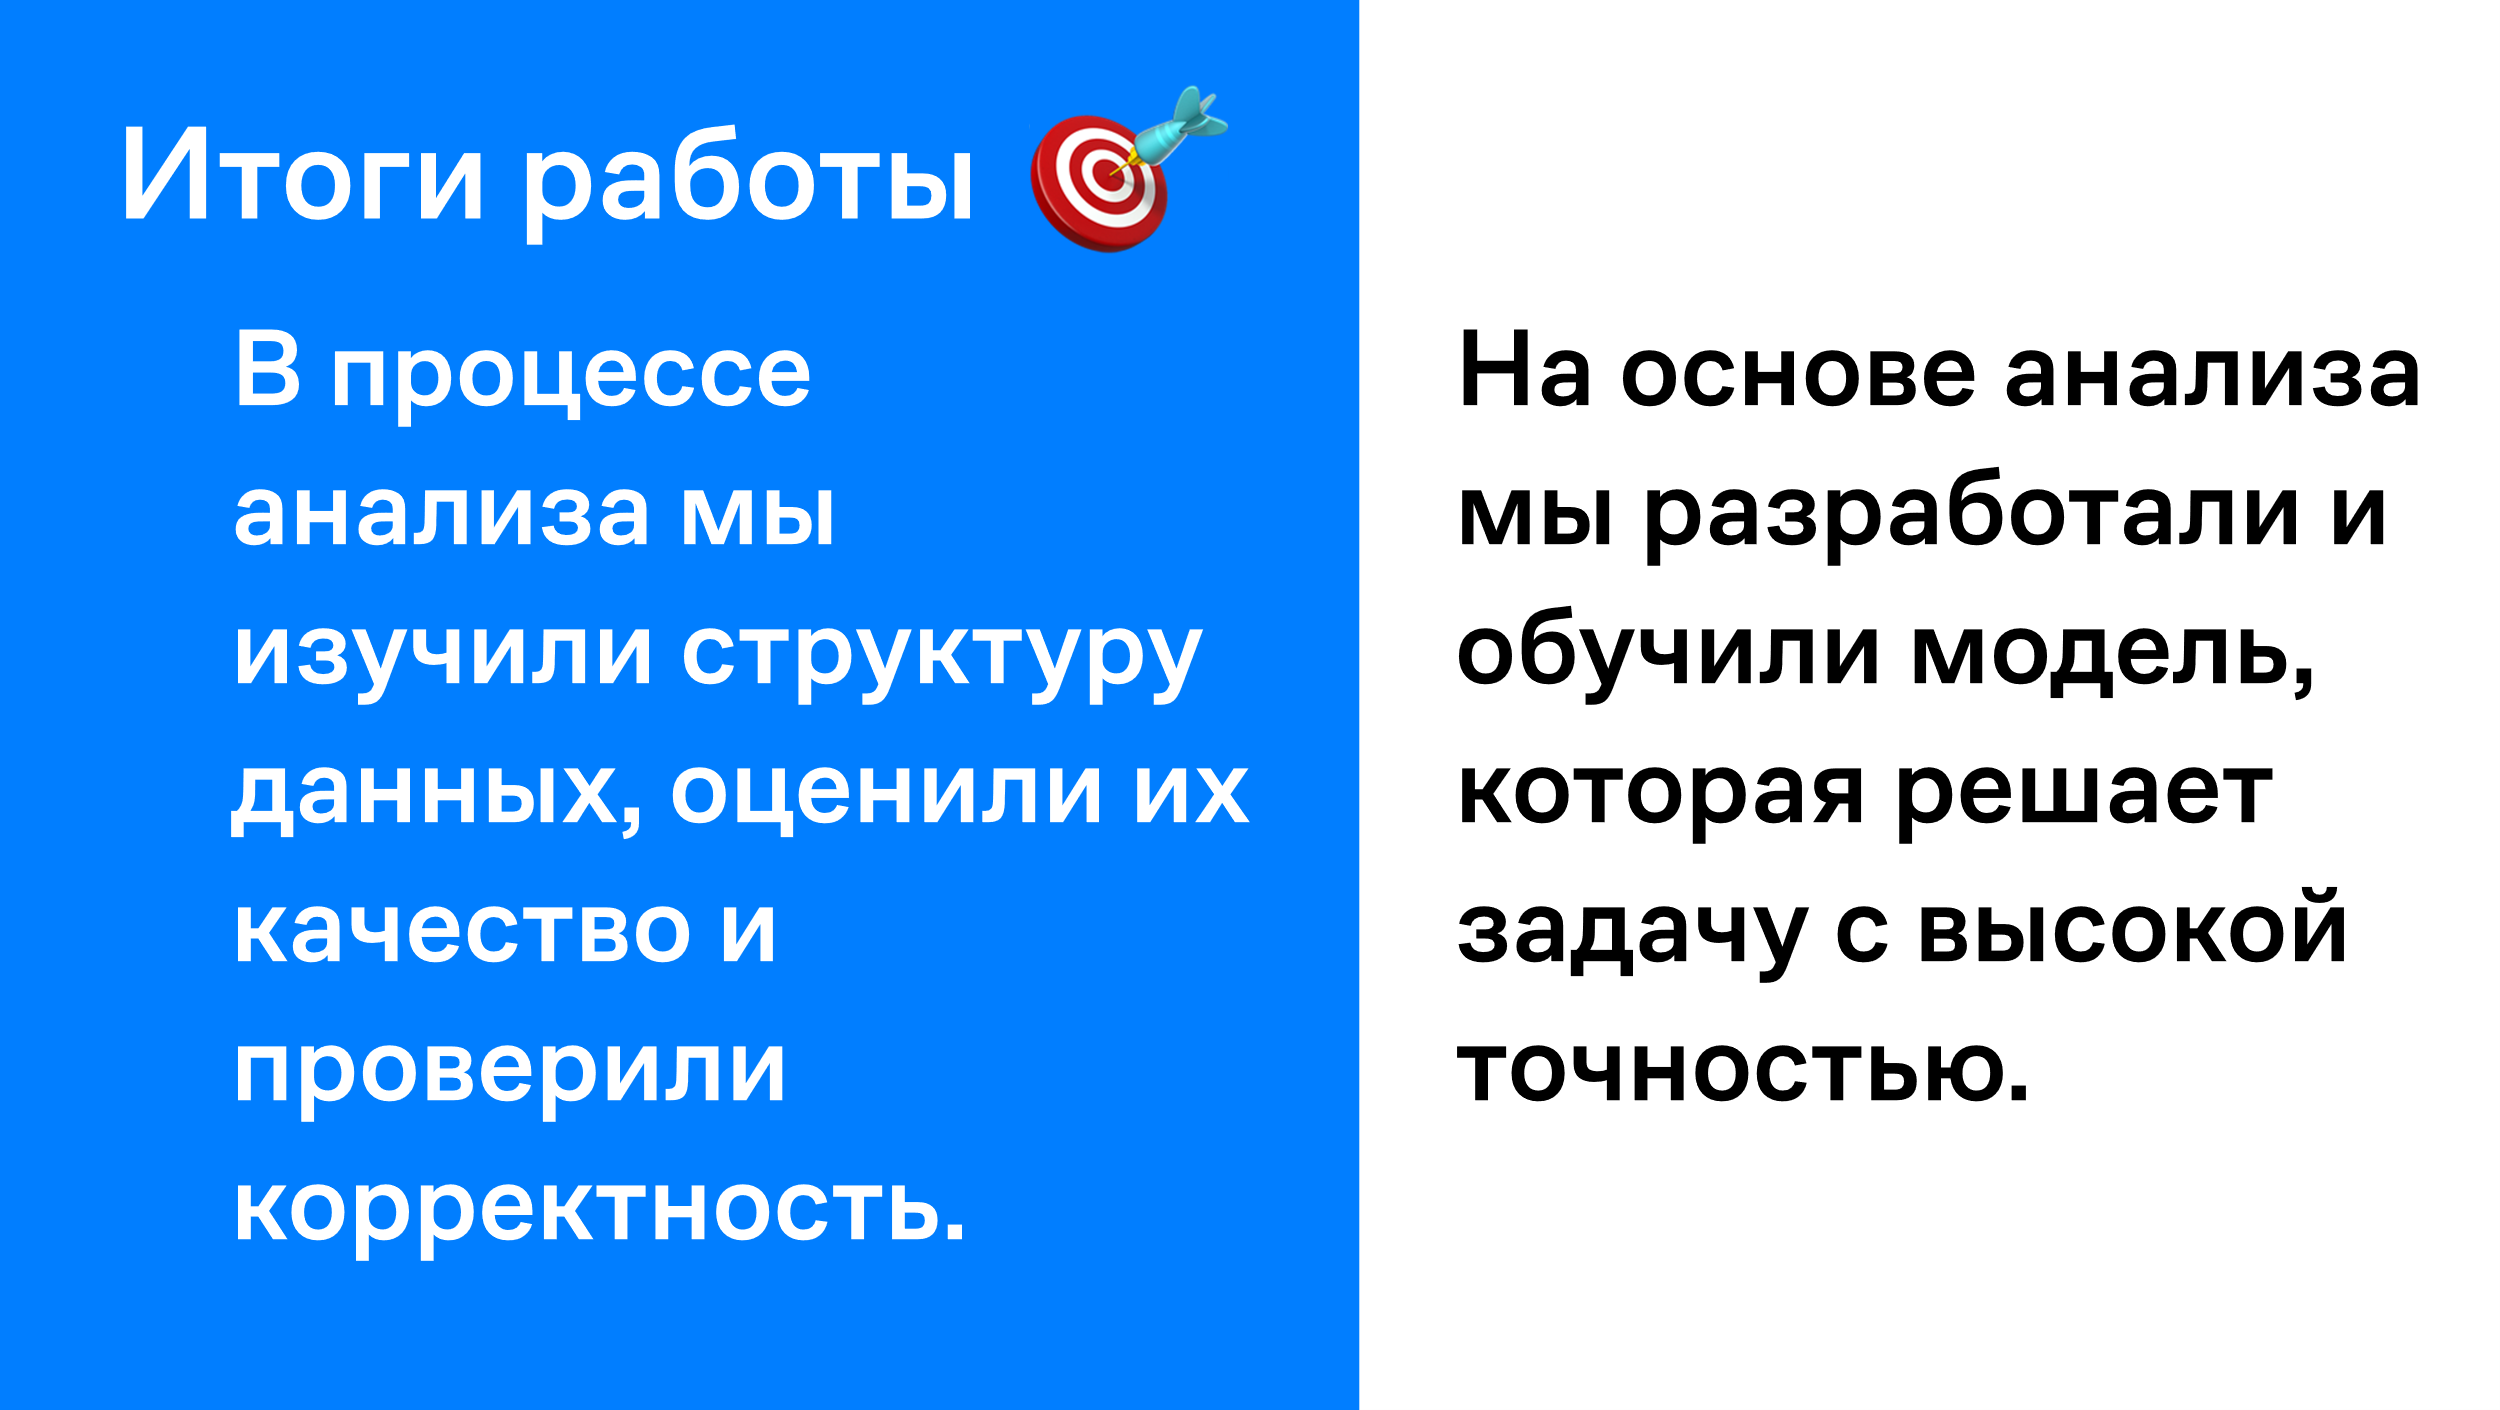 Итоги работы
В процессе
анализа мы
изучили структуру
данных, оценили их
качество и
проверили
корректность.
На основе анализа
мы разработали и
обучили модель,
которая решает
задачу с высокой
точностью.